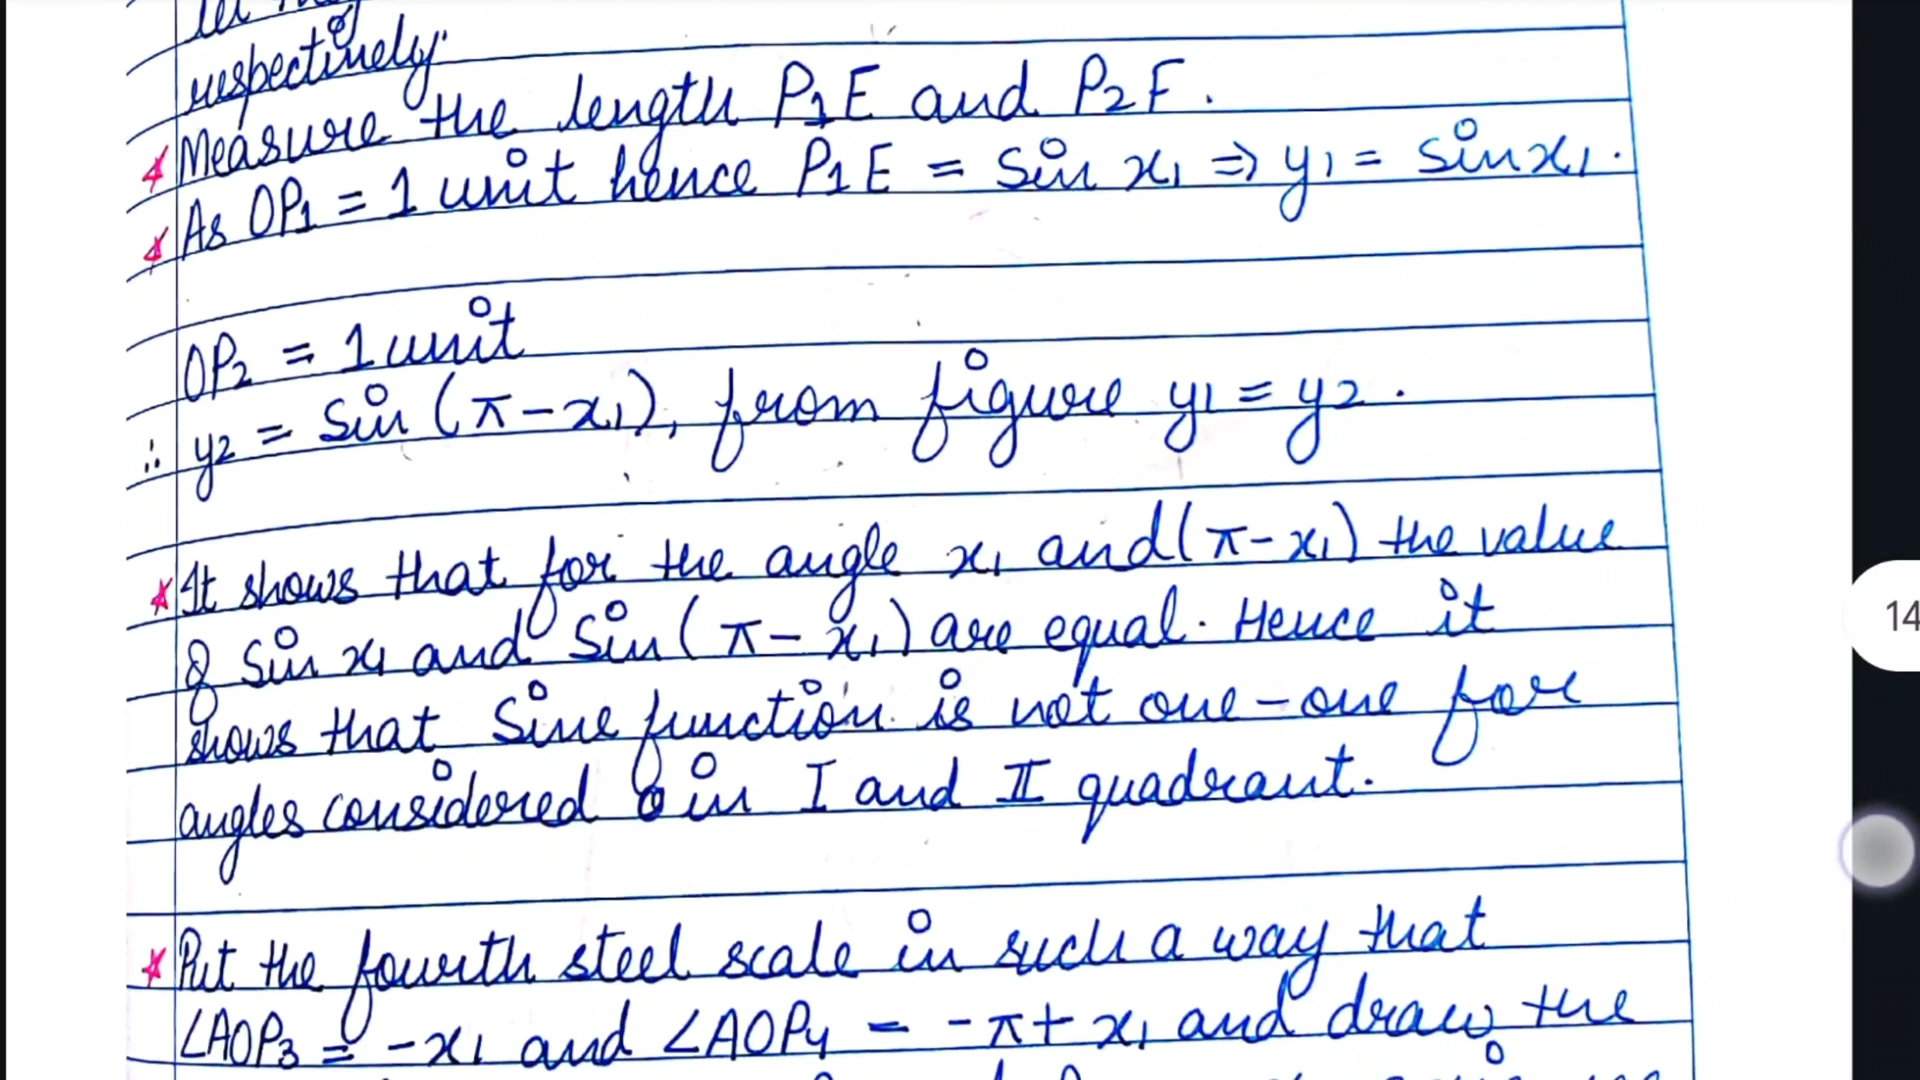 respectively.
* Measure the length P1E and P2F.
* As OP1 = 1 unit hence P1E = Sin x1 ⇒ y1 = Sin x1.
OP2 = 1 unit
∴ y2 = Sin (π-x1), from figure y1 = y2.
* It shows that for the angle x1 and (π-x1) the value
of Sin x1 and Sin (π-x1) are equal. Hence it
shows that Sine function is not one-one for
angles considered in I and II quadrant.
* Put the fourth steel scale in such a way that
∠AOP3 = -x1 and ∠AOP4 = -π+x1 and draw the
14